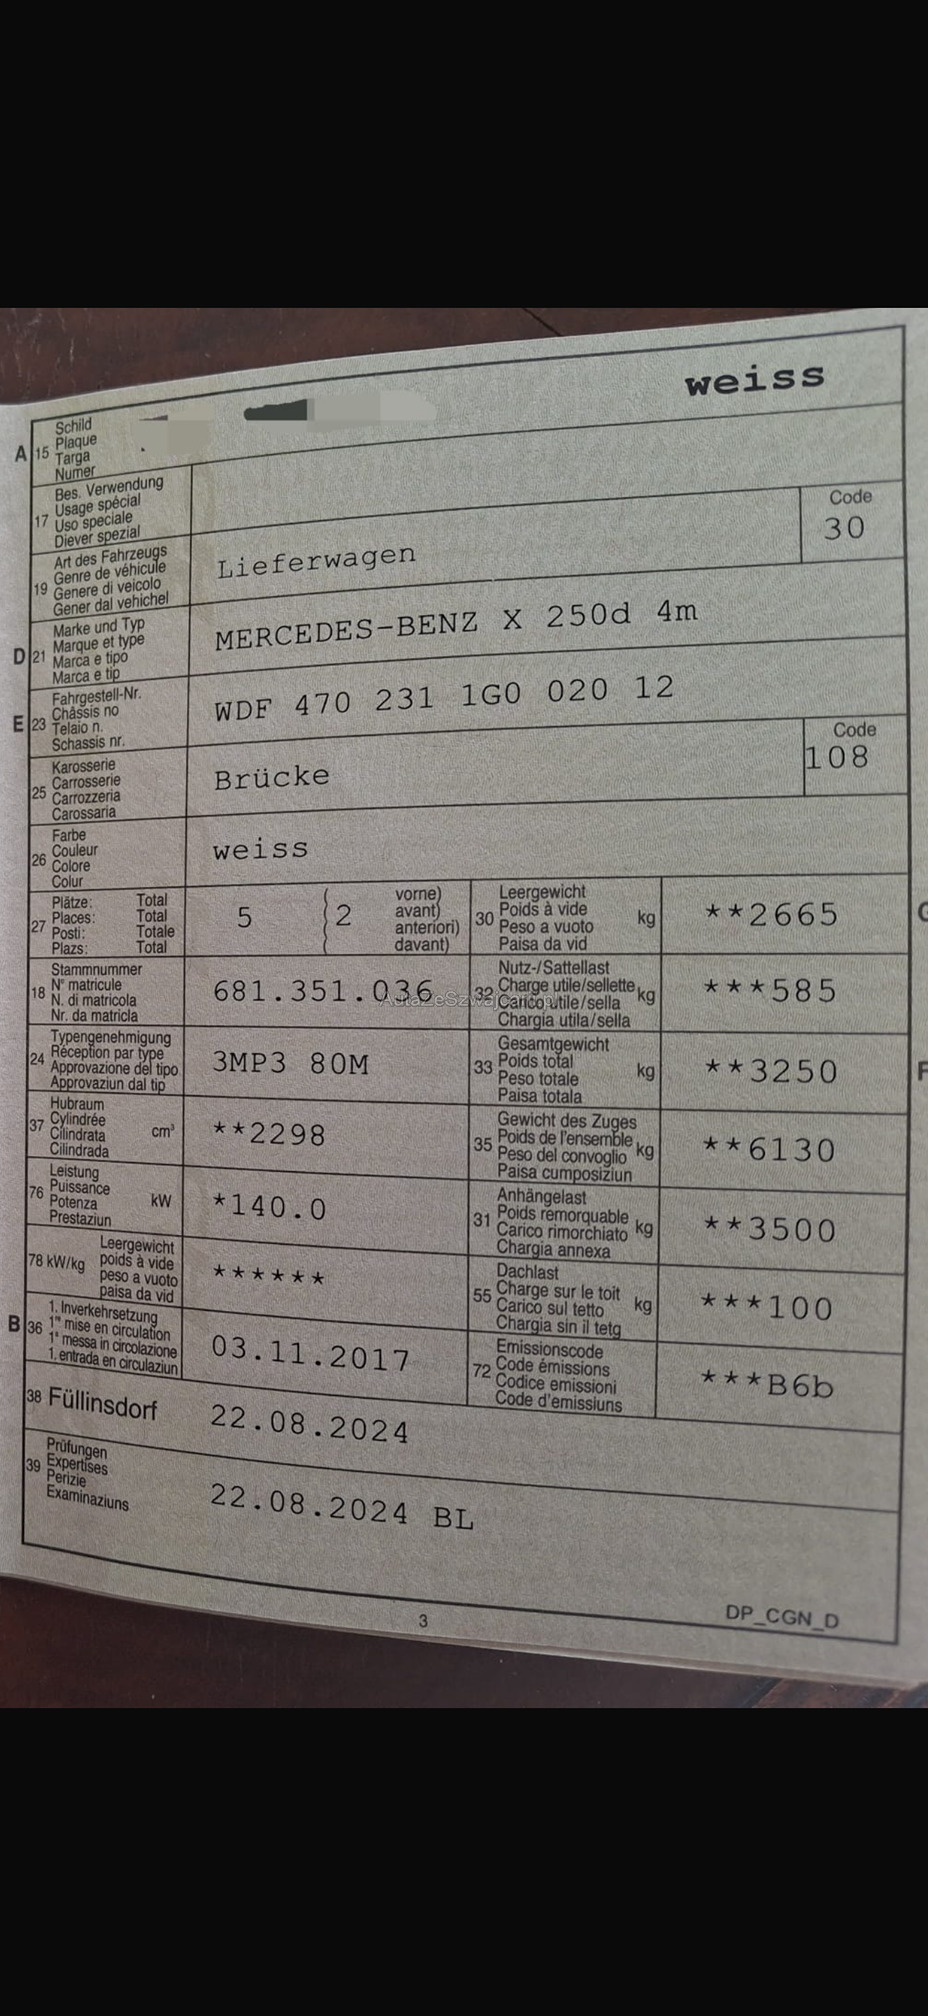 weiss
A 15 Schild
Plaque
Targa
Numer
17 Bes. Verwendung
Usage spécial
Uso speciale
Diever spezial
19 Art des Fahrzeugs
Genre de véhicule
Genere di veicolo
Gener dal vehichel
Lieferwagen
Code
30
D 21 Marke und Typ
Marque et type
Marca e tipo
Marca e tip
MERCEDES-BENZ X 250d 4m
E 23 Fahrgestell-Nr.
Châssis no
Telaio n.
Schassis nr.
WDF 470 231 1G0 020 12
25 Karosserie
Carrosserie
Carrozzeria
Carossaria
Brücke
Code
108
26 Farbe
Couleur
Colore
Colur
weiss
27 Plätze: Total
Places: Total
Posti: Totale
Plazs: Total
5 (2 vorne)
avant)
anteriori)
davant)
30 Leergewicht
Poids à vide
Peso a vuoto
Paisa da vid
kg
**2665
G
18 Stammnummer
N° matricule
N. di matricola
Nr. da matricla
681.351.036
32 Nutz-/Sattellast
Charge utile/sellette
Carico utile/sella
Chargia utila/sella
kg
***585
AutaZeSzwajcarii.pl
24 Typengenehmigung
Réception par type
Approvazione del tipo
Approvaziun dal tip
3MP3 80M
33 Gesamtgewicht
Poids total
Peso totale
Paisa totala
kg
**3250
F
37 Hubraum
Cylindrée
Cilindrata
Cilindrada
cm³
**2298
35 Gewicht des Zuges
Poids de l'ensemble
Peso del convoglio
Paisa cumposiziun
kg
**6130
76 Leistung
Puissance
Potenza
Prestaziun
kW
*140.0
31 Anhängelast
Poids remorquable
Carico rimorchiato
Chargia annexa
kg
**3500
78 kW/kg
Leergewicht
poids à vide
peso a vuoto
paisa da vid
******
55 Dachlast
Charge sur le toit
Carico sul tetto
Chargia sin il tetg
kg
***100
B 36 1. Inverkehrsetzung
1re mise en circulation
1a messa in circolazione
1. entrada en circulaziun
03.11.2017
72 Emissionscode
Code émissions
Codice emissioni
Code d'emissiuns
***B6b
38 Füllinsdorf
22.08.2024
39 Prüfungen
Expertises
Perizie
Examinaziuns
22.08.2024 BL
3
DP_CGN_D